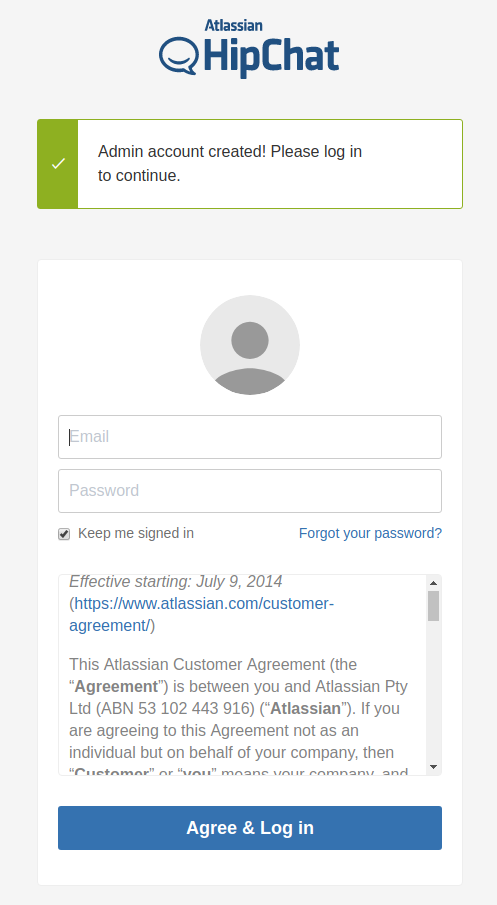 Atlassian
HipChat
Admin account created! Please log in
to continue.
Email
Password
Keep me signed in
Forgot your password?
Effective starting: July 9, 2014
(https://www.atlassian.com/customer-
agreement/)
This Atlassian Customer Agreement (the
“Agreement”) is between you and Atlassian Pty
Ltd (ABN 53 102 443 916) (“Atlassian”). If you
are agreeing to this Agreement not as an
individual but on behalf of your company, then
“Customer” or “you” means your company, and
Agree & Log in